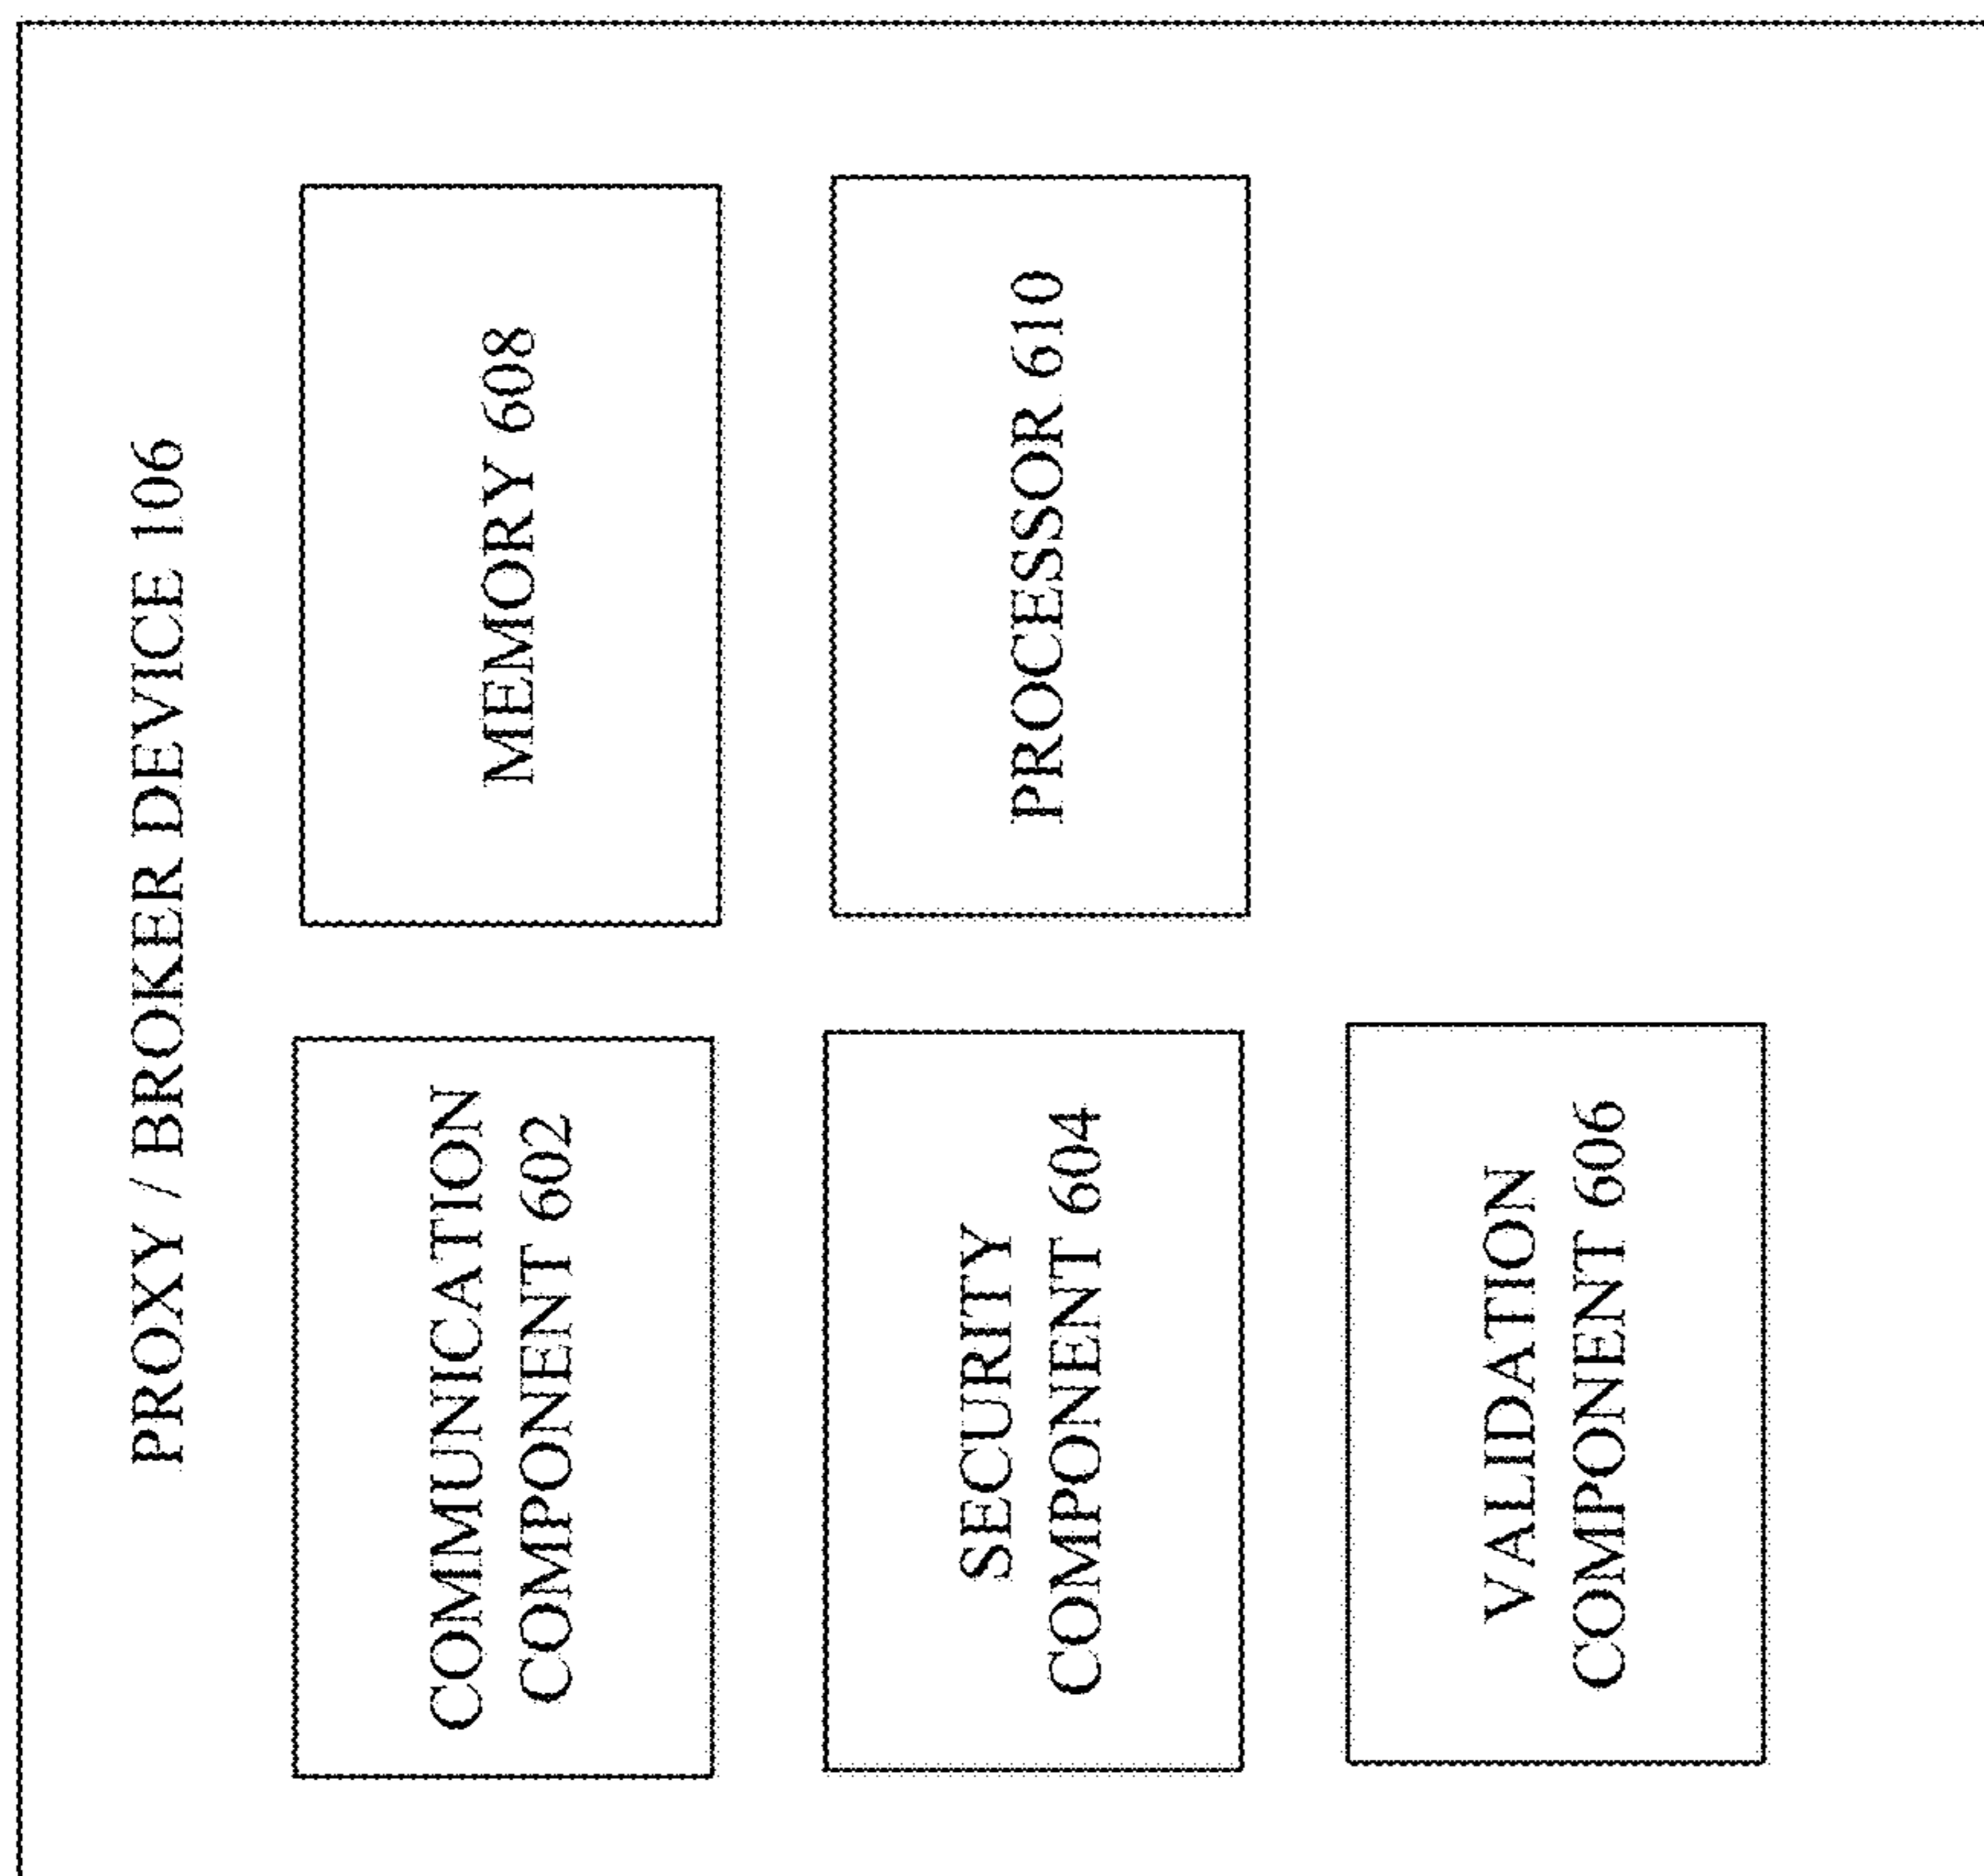 PROXY / BROKER DEVICE 106
COMMUNICATION
COMPONENT 602
MEMORY 608
SECURITY
COMPONENT 604
PROCESSOR 610
VALIDATION
COMPONENT 606